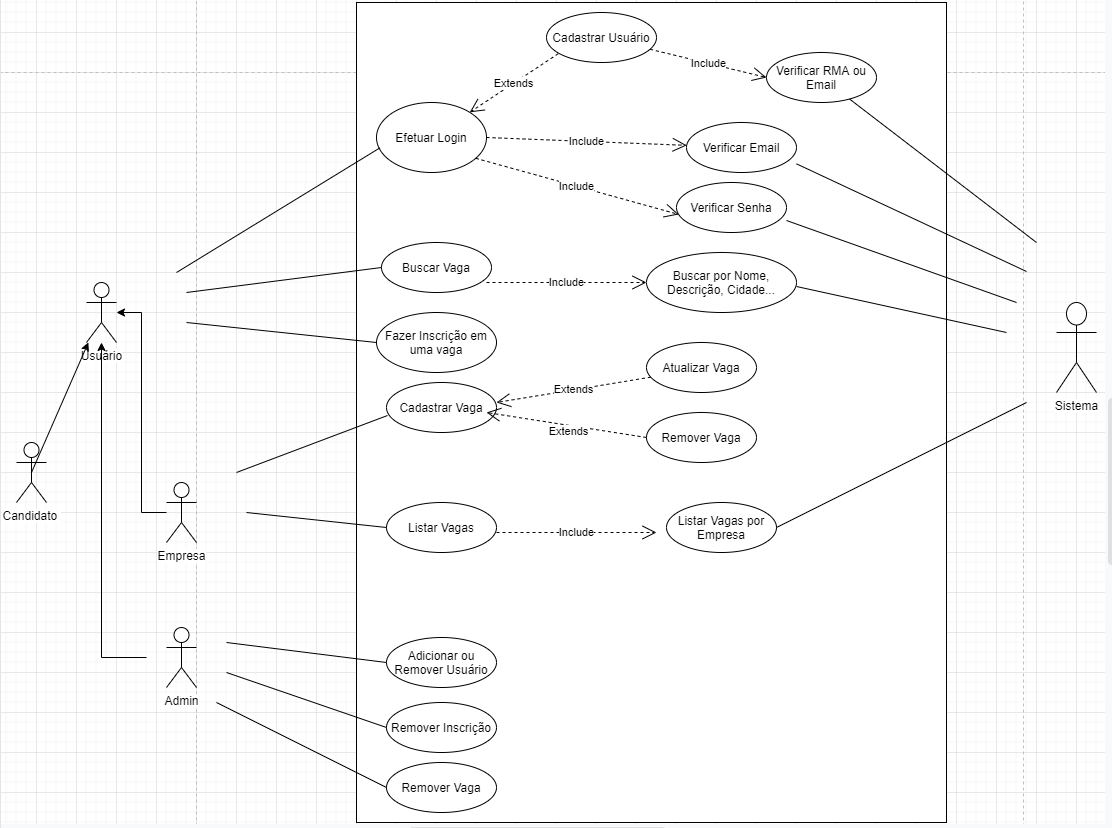 Cadastrar Usuário
Include
Verificar RMA ou
Email
Extends
Efetuar Login
Include
Verificar Email
Include
Verificar Senha
Buscar Vaga
Include
Buscar por Nome,
Descrição, Cidade...
Usuário
Fazer Inscrição em
uma vaga
Atualizar Vaga
Extends
Cadastrar Vaga
Extends
Remover Vaga
Sistema
Candidato
Empresa
Listar Vagas
Include
Listar Vagas por
Empresa
Admin
Adicionar ou
Remover Usuário
Remover Inscrição
Remover Vaga